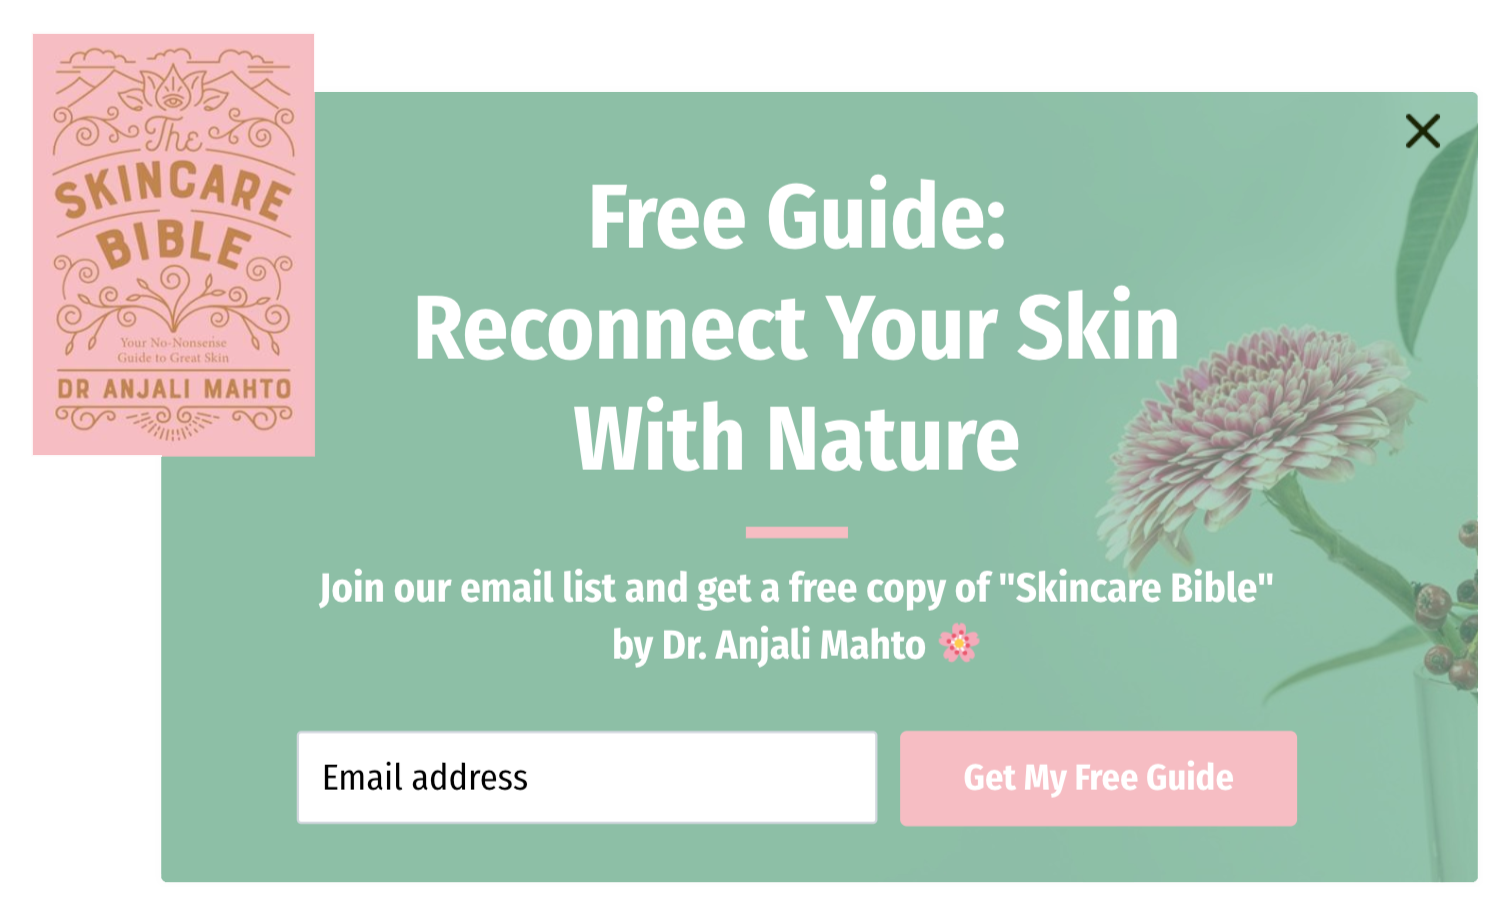 The
SKINCARE
BIBLE
Your No-Nonsense
Guide to Great Skin
DR ANJALI MAHTO
Free Guide:
Reconnect Your Skin
With Nature
Join our email list and get a free copy of "Skincare Bible"
by Dr. Anjali Mahto 🌸
Email address
Get My Free Guide